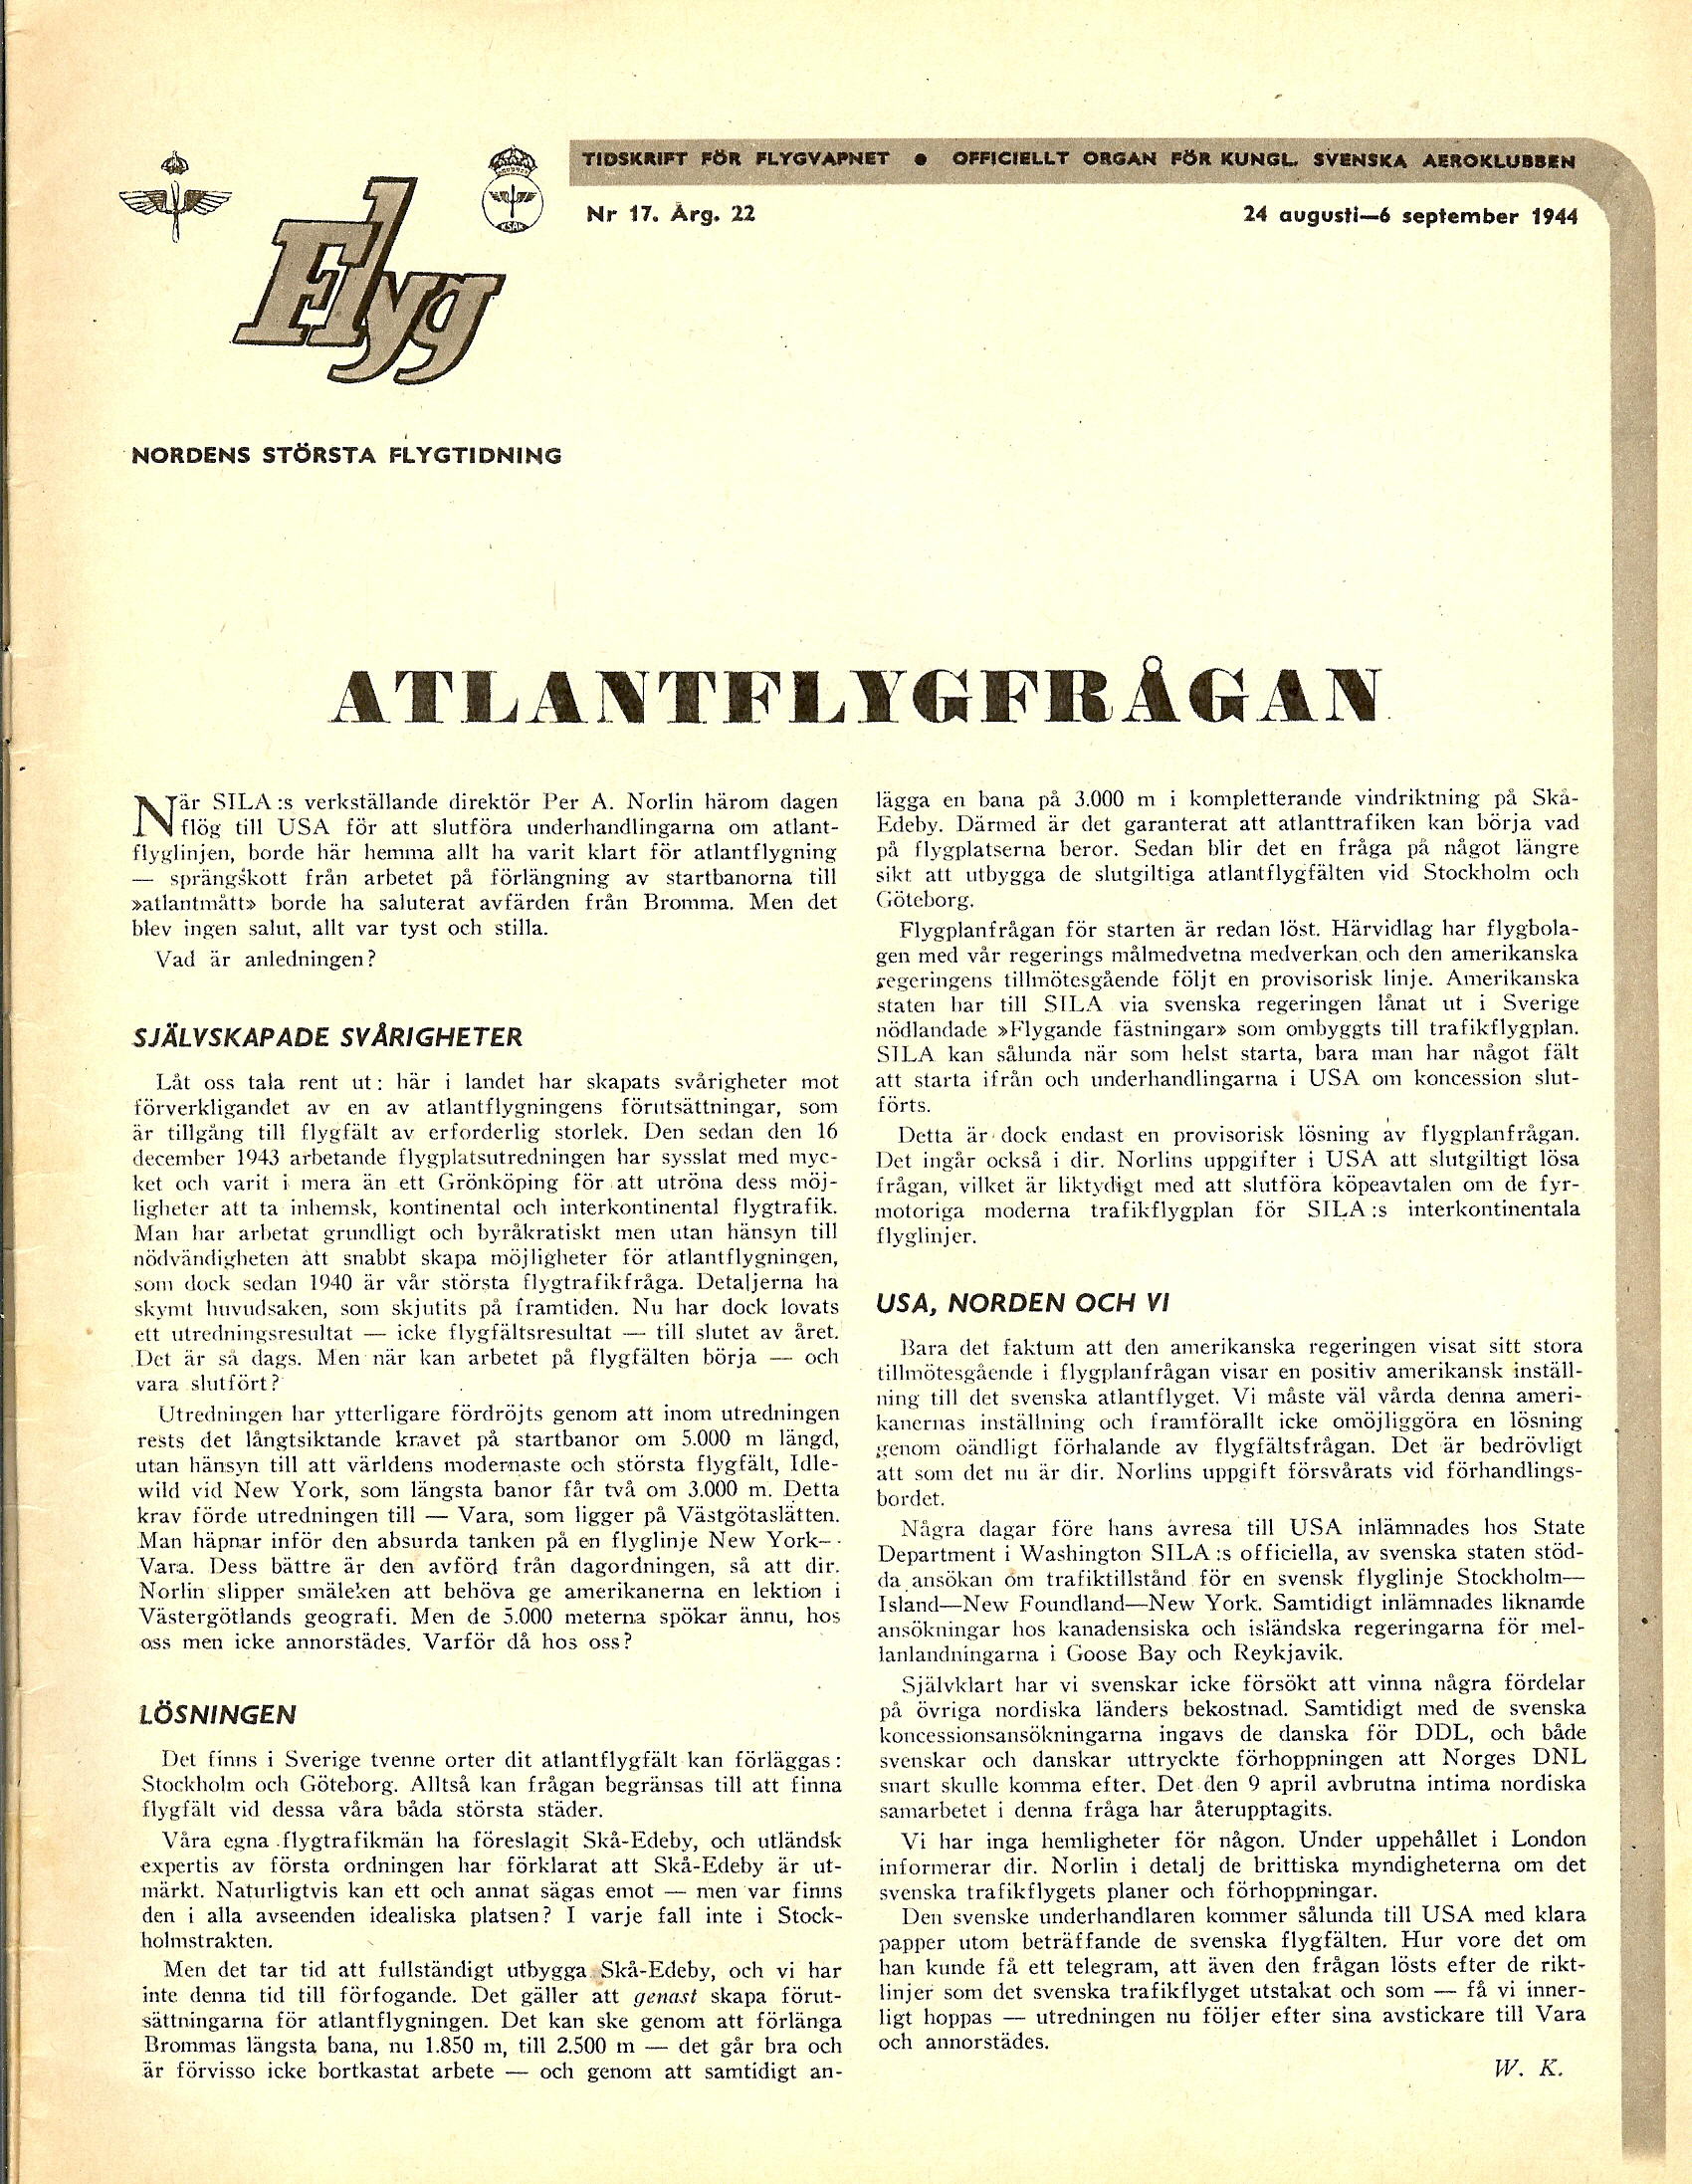 TIDSKRIFT FÖR FLYGVAPNET ● OFFICIELLT ORGAN FÖR KUNGL. SVENSKA AEROKLUBBEN
Nr 17. Årg. 22
24 augusti—6 september 1944
KSAK
Flyg
NORDENS STÖRSTA FLYGTIDNING
ATLANTFLYGFRÅGAN
När SILA:s verkställande direktör Per A. Norlin härom dagen
flög till USA för att slutföra underhandlingarna om atlant-
flyglinjen, borde här hemma allt ha varit klart för atlantflygning
— sprängskott från arbetet på förlängning av startbanorna till
»atlantmått» borde ha saluterat avfärden från Bromma. Men det
blev ingen salut, allt var tyst och stilla.
Vad är anledningen?
SJÄLVSKAPADE SVÅRIGHETER
Låt oss tala rent ut: här i landet har skapats svårigheter mot
förverkligandet av en av atlantflygningens förutsättningar, som
är tillgång till flygfält av erforderlig storlek. Den sedan den 16
december 1943 arbetande flygplatsutredningen har sysslat med myc-
ket och varit i mera än ett Grönköping för att utröna dess möj-
ligheter att ta inhemsk, kontinental och interkontinental flygtrafik.
Man har arbetat grundligt och byråkratiskt men utan hänsyn till
nödvändigheten att snabbt skapa möjligheter för atlantflygningen,
som dock sedan 1940 är vår största flygtrafikfråga. Detaljerna ha
skymt huvudsaken, som skjutits på framtiden. Nu har dock lovats
ett utredningsresultat — icke flygfältsresultat — till slutet av året.
Det är så dags. Men när kan arbetet på flygfälten börja — och
vara slutfört?
Utredningen har ytterligare fördröjts genom att inom utredningen
rests det långtsiktande kravet på startbanor om 5.000 m längd,
utan hänsyn till att världens modernaste och största flygfält, Idle-
wild vid New York, som längsta banor får två om 3.000 m. Detta
krav förde utredningen till — Vara, som ligger på Västgötaslätten.
Man häpnar inför den absurda tanken på en flyglinje New York—
Vara. Dess bättre är den avförd från dagordningen, så att dir.
Norlin slipper smäleken att behöva ge amerikanerna en lektion i
Västergötlands geografi. Men de 5.000 meterna spökar ännu, hos
oss men icke annorstädes. Varför då hos oss?
LÖSNINGEN
Det finns i Sverige tvenne orter dit atlantflygfält kan förläggas:
Stockholm och Göteborg. Alltså kan frågan begränsas till att finna
flygfält vid dessa våra båda största städer.
Våra egna flygtrafikmän ha föreslagit Skå-Edeby, och utländsk
expertis av första ordningen har förklarat att Skå-Edeby är ut-
märkt. Naturligtvis kan ett och annat sägas emot — men var finns
den i alla avseenden idealiska platsen? I varje fall inte i Stock-
holmstrakten.
Men det tar tid att fullständigt utbygga Skå-Edeby, och vi har
inte denna tid till förfogande. Det gäller att genast skapa förut-
sättningarna för atlantflygningen. Det kan ske genom att förlänga
Brommas längsta bana, nu 1.850 m, till 2.500 m — det går bra och
är förvisso icke bortkastat arbete — och genom att samtidigt an-
lägga en bana på 3.000 m i kompletterande vindriktning på Skå-
Edeby. Därmed är det garanterat att atlanttrafiken kan börja vad
på flygplatserna beror. Sedan blir det en fråga på något längre
sikt att utbygga de slutgiltiga atlantflygfälten vid Stockholm och
Göteborg.
Flygplanfrågan för starten är redan löst. Härvidlag har flygbola-
gen med vår regerings målmedvetna medverkan och den amerikanska
regeringens tillmötesgående följt en provisorisk linje. Amerikanska
staten har till SILA via svenska regeringen lånat ut i Sverige
nödlandade »Flygande fästningar» som ombyggts till trafikflygplan.
SILA kan sålunda när som helst starta, bara man har något fält
att starta ifrån och underhandlingarna i USA om koncession slut-
förts.
Detta är dock endast en provisorisk lösning av flygplanfrågan.
Det ingår också i dir. Norlins uppgifter i USA att slutgiltigt lösa
frågan, vilket är liktydigt med att slutföra köpeavtalen om de fyr-
motoriga moderna trafikflygplan för SILA:s interkontinentala
flyglinjer.
USA, NORDEN OCH VI
Bara det faktum att den amerikanska regeringen visat sitt stora
tillmötesgående i flygplanfrågan visar en positiv amerikansk inställ-
ning till det svenska atlantflyget. Vi måste väl vårda denna ameri-
kanernas inställning och framförallt icke omöjliggöra en lösning
genom oändligt förhalande av flygfältsfrågan. Det är bedrövligt
att som det nu är dir. Norlins uppgift försvårats vid förhandlings-
bordet.
Några dagar före hans avresa till USA inlämnades hos State
Department i Washington SILA:s officiella, av svenska staten stöd-
da ansökan om trafiktillstånd för en svensk flyglinje Stockholm—
Island—New Foundland—New York. Samtidigt inlämnades liknande
ansökningar hos kanadensiska och isländska regeringarna för mel-
lanlandningarna i Goose Bay och Reykjavik.
Självklart har vi svenskar icke försökt att vinna några fördelar
på övriga nordiska länders bekostnad. Samtidigt med de svenska
koncessionsansökningarna ingavs de danska för DDL, och både
svenskar och danskar uttryckte förhoppningen att Norges DNL
snart skulle komma efter. Det den 9 april avbrutna intima nordiska
samarbetet i denna fråga har återupptagits.
Vi har inga hemligheter för någon. Under uppehållet i London
informerar dir. Norlin i detalj de brittiska myndigheterna om det
svenska trafikflygets planer och förhoppningar.
Den svenske underhandlaren kommer sålunda till USA med klara
papper utom beträffande de svenska flygfälten. Hur vore det om
han kunde få ett telegram, att även den frågan lösts efter de rikt-
linjer som det svenska trafikflyget utstakat och som — få vi inner-
ligt hoppas — utredningen nu följer efter sina avstickare till Vara
och annorstädes.
W. K.